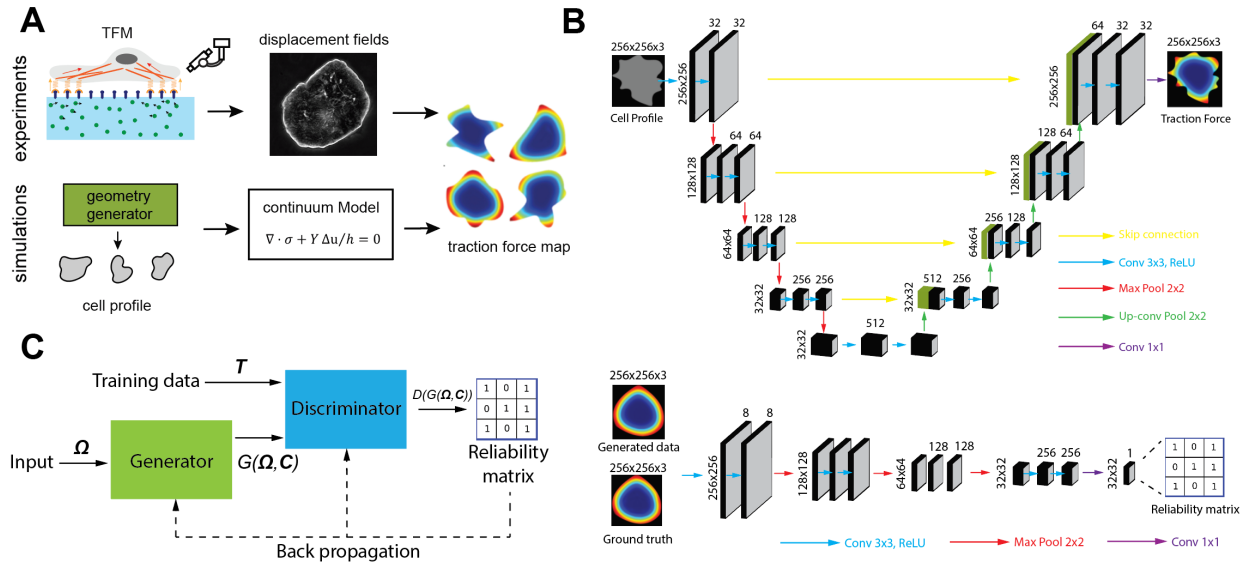 A
TFM
displacement fields
experiments
simulations
geometry
generator
continuum Model
∇ · σ + Y Δu/h = 0
traction force map
cell profile
B
256x256x3
Cell Profile
32 32
256x256
64 64
128x128
128 128
64x64
256 256
32x32
512
32x32
512 256
32x32
256 128
64x64
128 64
128x128
64 32 32
256x256
256x256x3
Traction Force
Skip connection
Conv 3x3, ReLU
Max Pool 2x2
Up-conv Pool 2x2
Conv 1x1
C
Training data
T
Discriminator
D(G(Ω,C))
1 0 1
0 1 1
1 0 1
Reliability
matrix
Input
Ω
Generator
G(Ω,C)
Back propagation
256x256x3
Generated data
256x256x3
Ground truth
8 8
256x256
128x128
128 128
64x64
256 256
32x32
1
32x32
1 0 1
0 1 1
1 0 1
Reliability matrix
Conv 3x3, ReLU
Max Pool 2x2
Conv 1x1